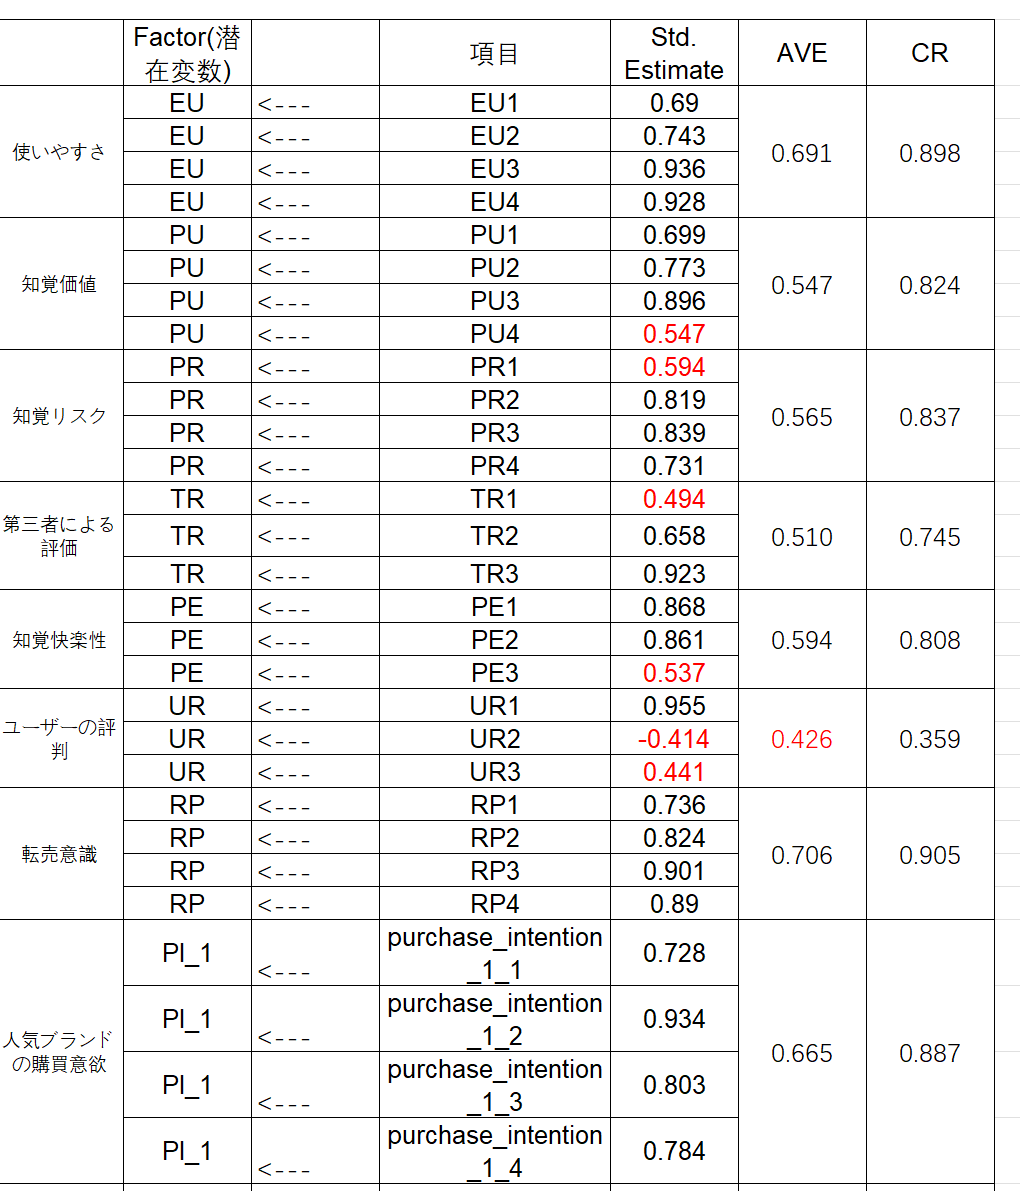 Factor(潜在変数) 項目 Std. Estimate AVE CR
使いやすさ EU <--- EU1 0.69 0.691 0.898
EU <--- EU2 0.743
EU <--- EU3 0.936
EU <--- EU4 0.928
知覚価値 PU <--- PU1 0.699 0.547 0.824
PU <--- PU2 0.773
PU <--- PU3 0.896
PU <--- PU4 0.547
知覚リスク PR <--- PR1 0.594 0.565 0.837
PR <--- PR2 0.819
PR <--- PR3 0.839
PR <--- PR4 0.731
第三者による評価 TR <--- TR1 0.494 0.510 0.745
TR <--- TR2 0.658
TR <--- TR3 0.923
知覚快楽性 PE <--- PE1 0.868 0.594 0.808
PE <--- PE2 0.861
PE <--- PE3 0.537
ユーザーの評判 UR <--- UR1 0.955 0.426 0.359
UR <--- UR2 -0.414
UR <--- UR3 0.441
転売意識 RP <--- RP1 0.736 0.706 0.905
RP <--- RP2 0.824
RP <--- RP3 0.901
RP <--- RP4 0.89
人気ブランドの購買意欲 PI_1 <--- purchase_intention_1_1 0.728 0.665 0.887
PI_1 <--- purchase_intention_1_2 0.934
PI_1 <--- purchase_intention_1_3 0.803
PI_1 <--- purchase_intention_1_4 0.784